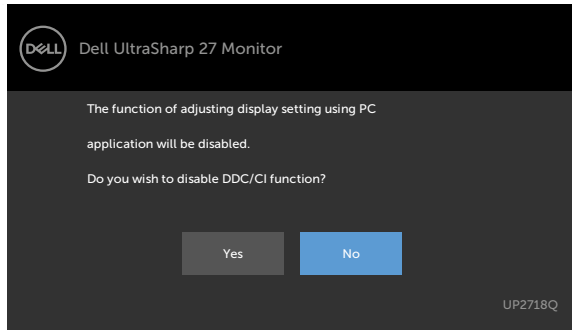 DELL
Dell UltraSharp 27 Monitor
The function of adjusting display setting using PC
application will be disabled.
Do you wish to disable DDC/CI function?
Yes
No
UP2718Q